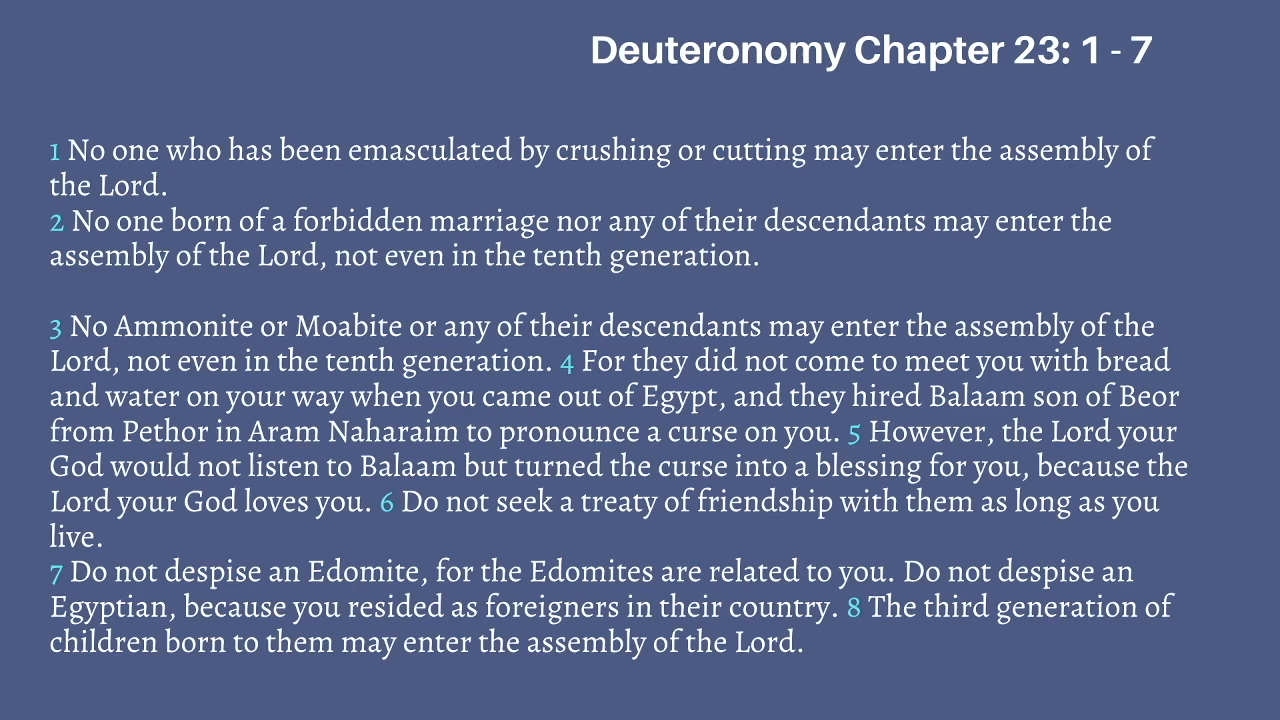 Deuteronomy Chapter 23: 1 - 7
1 No one who has been emasculated by crushing or cutting may enter the assembly of
the Lord.
2 No one born of a forbidden marriage nor any of their descendants may enter the
assembly of the Lord, not even in the tenth generation.
3 No Ammonite or Moabite or any of their descendants may enter the assembly of the
Lord, not even in the tenth generation. 4 For they did not come to meet you with bread
and water on your way when you came out of Egypt, and they hired Balaam son of Beor
from Pethor in Aram Naharaim to pronounce a curse on you. 5 However, the Lord your
God would not listen to Balaam but turned the curse into a blessing for you, because the
Lord your God loves you. 6 Do not seek a treaty of friendship with them as long as you
live.
7 Do not despise an Edomite, for the Edomites are related to you. Do not despise an
Egyptian, because you resided as foreigners in their country. 8 The third generation of
children born to them may enter the assembly of the Lord.